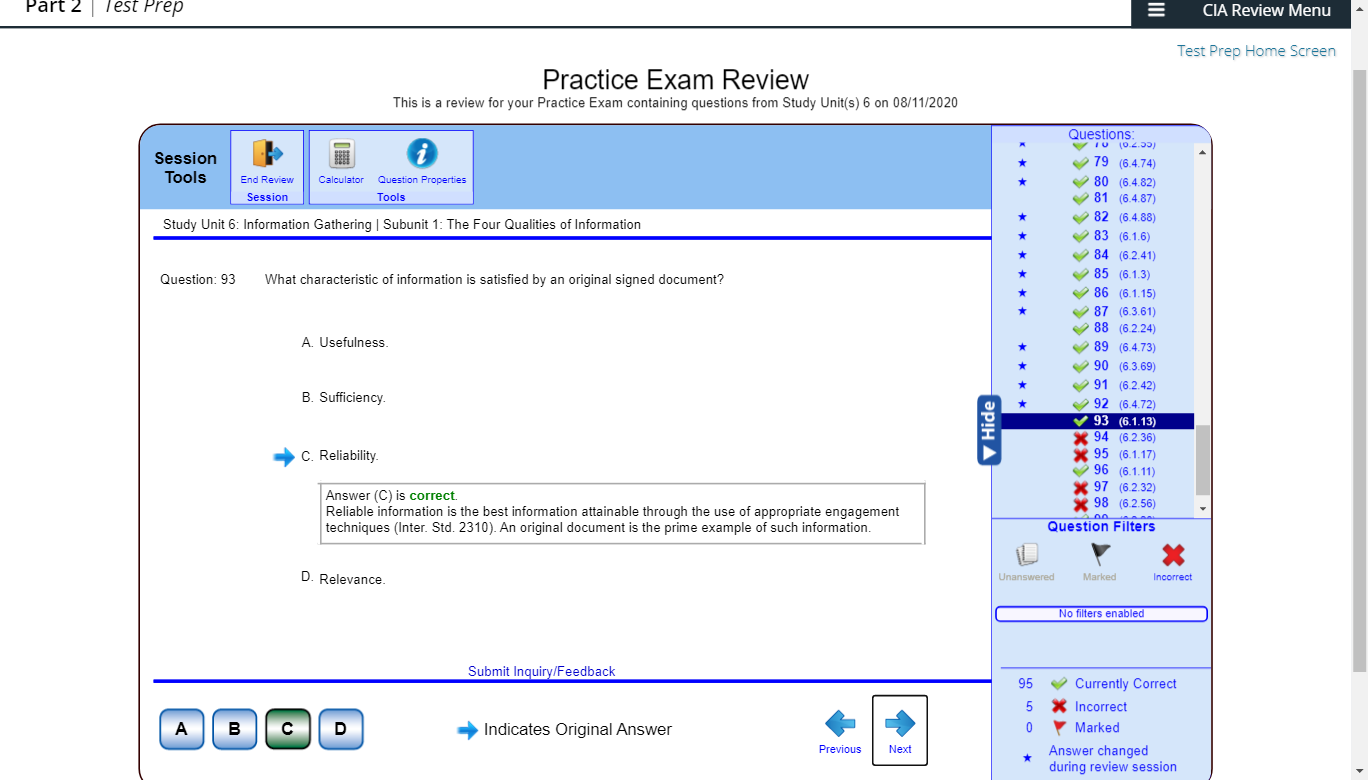 Part 2 | Test Prep
CIA Review Menu
Test Prep Home Screen
Practice Exam Review
This is a review for your Practice Exam containing questions from Study Unit(s) 6 on 08/11/2020
Session
Tools
End Review
Session
Calculator
Question Properties
Tools
Study Unit 6: Information Gathering | Subunit 1: The Four Qualities of Information
Question: 93 What characteristic of information is satisfied by an original signed document?
A. Usefulness.
B. Sufficiency.
C. Reliability.
Answer (C) is correct.
Reliable information is the best information attainable through the use of appropriate engagement
techniques (Inter. Std. 2310). An original document is the prime example of such information.
D. Relevance.
Submit Inquiry/Feedback
A B C D
Indicates Original Answer
Previous
Next
Hide
Questions:
79 (6.4.74)
80 (6.4.82)
81 (6.4.87)
82 (6.4.88)
83 (6.1.6)
84 (6.2.41)
85 (6.1.3)
86 (6.1.15)
87 (6.3.61)
88 (6.2.24)
89 (6.4.73)
90 (6.3.69)
91 (6.2.42)
92 (6.4.72)
93 (6.1.13)
94 (6.2.36)
95 (6.1.17)
96 (6.1.11)
97 (6.2.32)
98 (6.2.56)
Question Filters
Unanswered
Marked
Incorrect
No filters enabled
95 Currently Correct
5 Incorrect
0 Marked
Answer changed
during review session